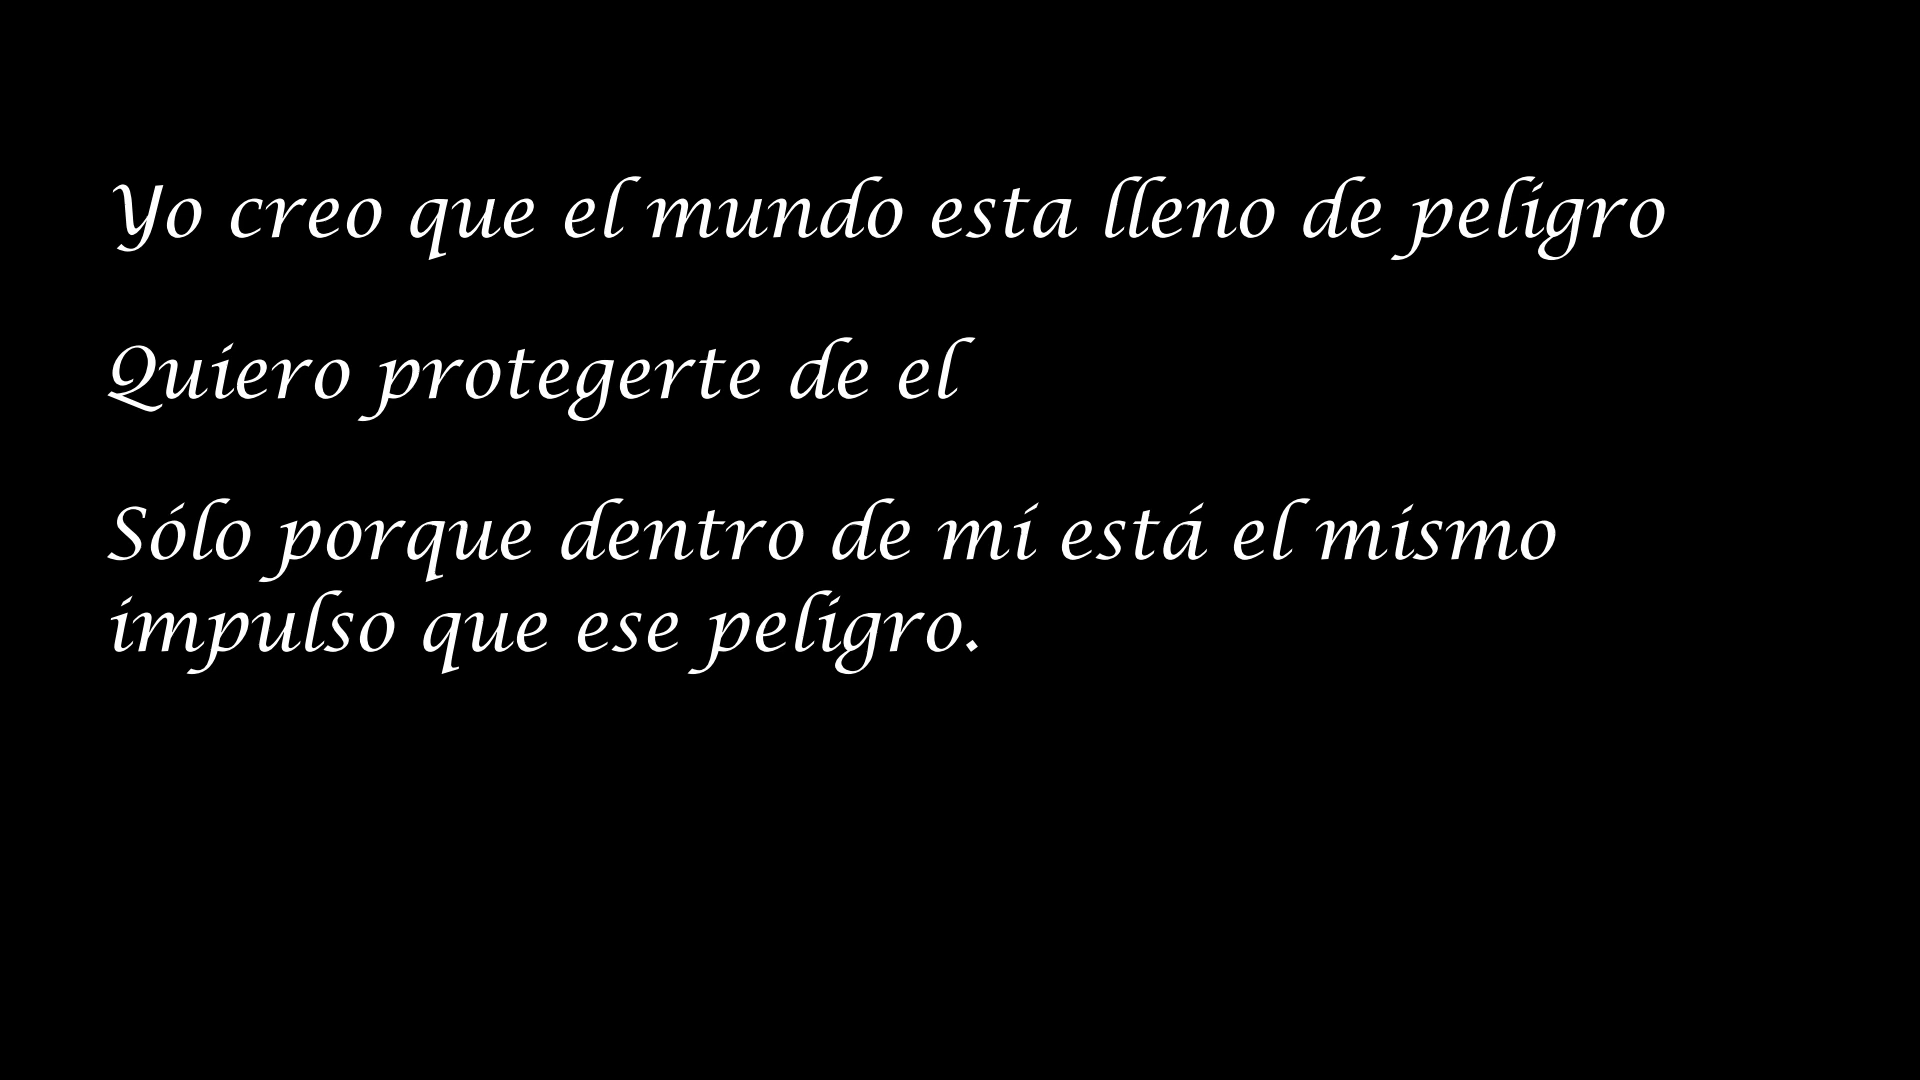 Yo creo que el mundo esta lleno de peligro
Quiero protegerte de el
Sólo porque dentro de mí está el mismo
impulso que ese peligro.